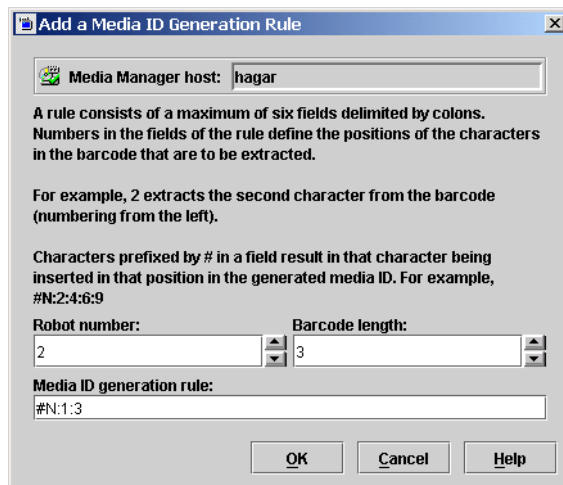 Add a Media ID Generation Rule
Media Manager host: hagar
A rule consists of a maximum of six fields delimited by colons.
Numbers in the fields of the rule define the positions of the characters
in the barcode that are to be extracted.
For example, 2 extracts the second character from the barcode
(numbering from the left).
Characters prefixed by # in a field result in that character being
inserted in that position in the generated media ID. For example,
#N:2:4:6:9
Robot number: Barcode length:
2 3
Media ID generation rule:
#N:1:3
OK Cancel Help